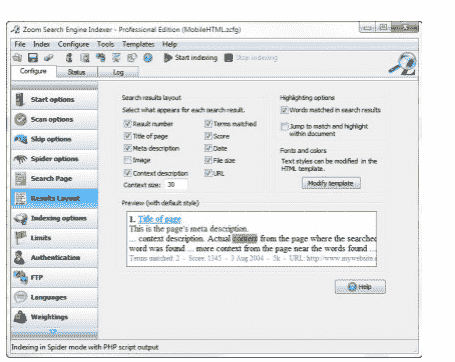 Zoom Search Engine Indexer - Professional Edition (MobileHTML.zcfg)
File Index Configure Tools Templates Help
Start indexing Stop indexing
Configure Status Log
Start options
Scan options
Skip options
Spider options
Search Page
Results Layout
Indexing options
Limits
Authentication
FTP
Languages
Weightings
Search results layout
Select what appears for each search result.
Result number Terms matched
Title of page Score
Meta description Date
Image File size
Context description URL
Context size: 30
Highlighting options
Words matched in search results
Jump to match and highlight
within document
Fonts and colors
Text styles can be modified in the
HTML template.
Modify template
Preview (with default style)
1. Title of page
This is the page's meta description.
... context description. Actual content from the page where the searched
word was found ... more context from the page near the words found ...
Terms matched: 2 - Score: 1345 - 3 Aug 2004 - 5k - URL: http://www.mywebsite.
Help
Indexing in Spider mode with PHP script output